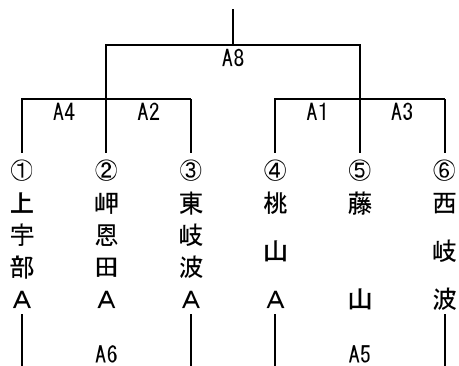 A8
A4 A2 A1 A3
① ② ③ ④ ⑤ ⑥
上宇部A
岬恩田A
東岐波A
桃山A
藤山
西岐波
A6 A5